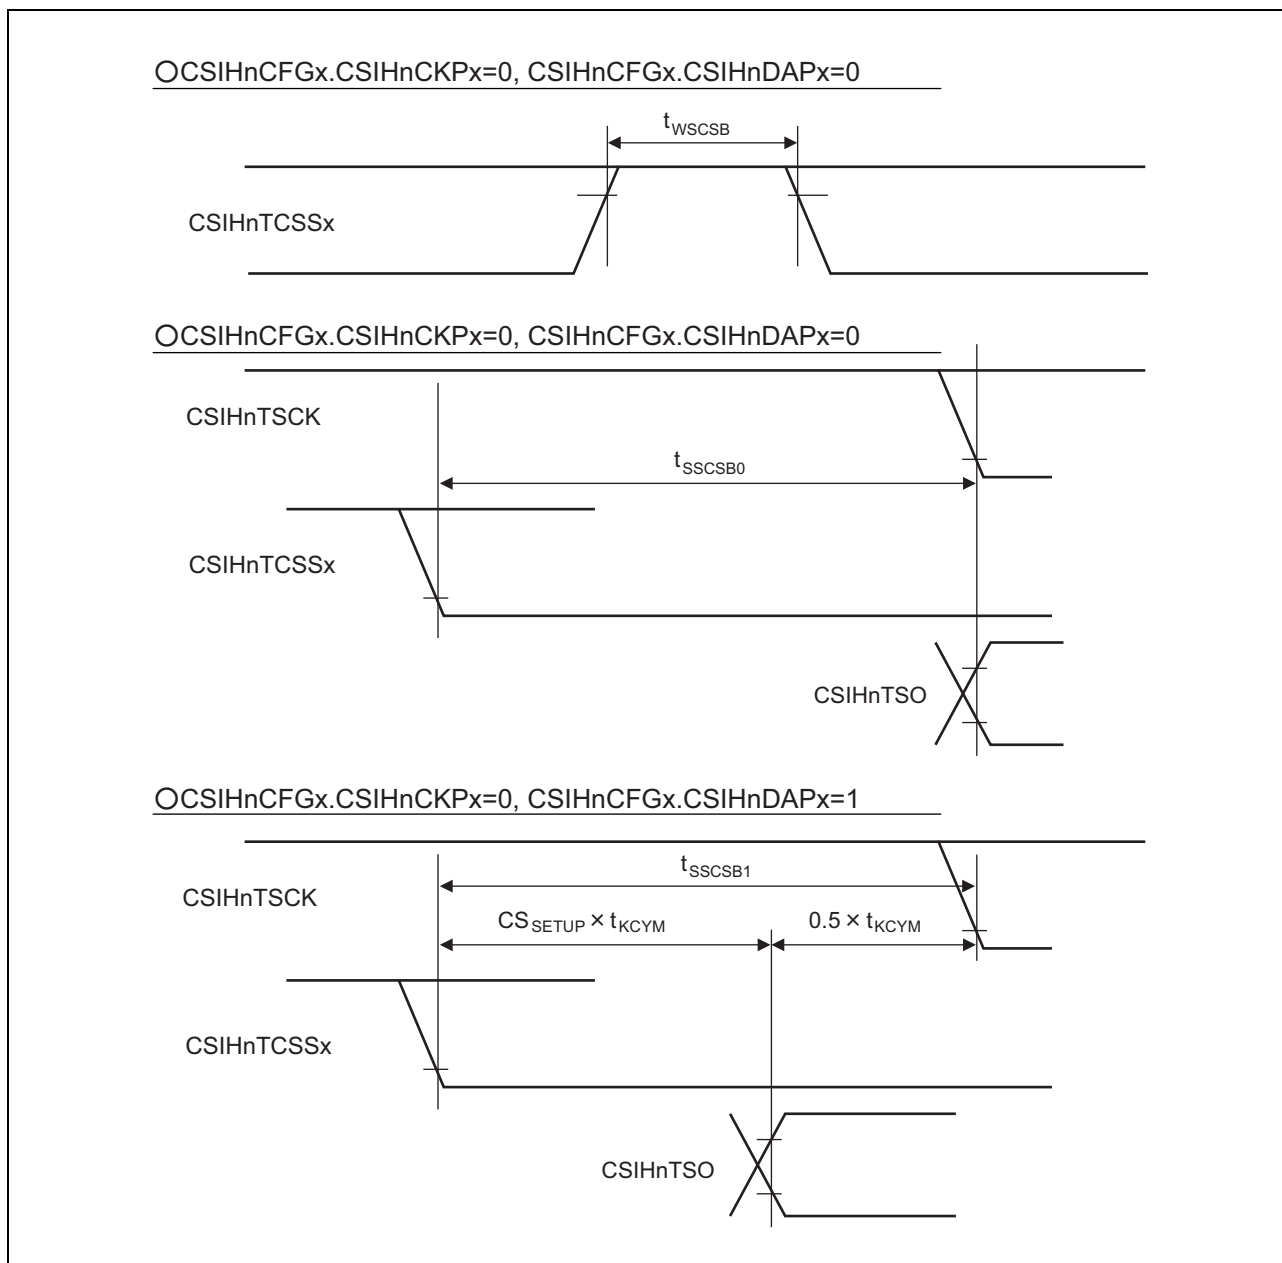 ○CSIHnCFGx.CSIHnCKPx=0, CSIHnCFGx.CSIHnDAPx=0
tWSCSB
CSIHnTCSSx
○CSIHnCFGx.CSIHnCKPx=0, CSIHnCFGx.CSIHnDAPx=0
CSIHnTSCK
tSSCSB0
CSIHnTCSSx
CSIHnTSO
○CSIHnCFGx.CSIHnCKPx=0, CSIHnCFGx.CSIHnDAPx=1
tSSCSB1
CSIHnTSCK
CSSETUP × tKCYM
0.5 × tKCYM
CSIHnTCSSx
CSIHnTSO